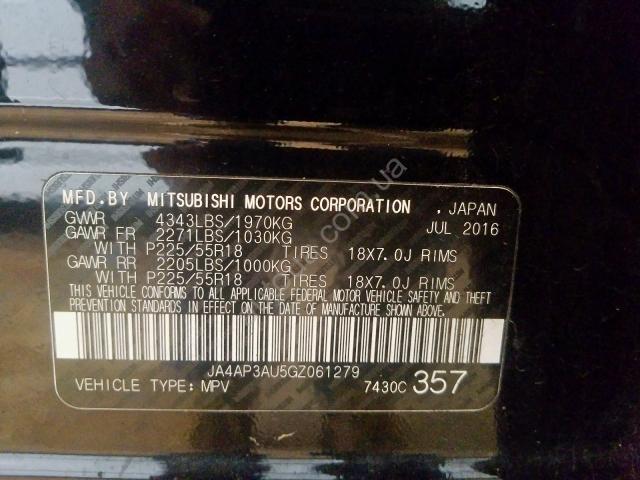 MFD.BY MITSUBISHI MOTORS CORPORATION , JAPAN
GVWR 4343LBS/1970KG JUL 2016
GAWR FR 2271LBS/1030KG
WITH P225/55R18 TIRES 18X7.0J RIMS
GAWR RR 2205LBS/1000KG
WITH P225/55R18 TIRES 18X7.0J RIMS
THIS VEHICLE CONFORMS TO ALL APPLICABLE FEDERAL MOTOR VEHICLE SAFETY AND THEFT
PREVENTION STANDARDS IN EFFECT ON THE DATE OF MANUFACTURE SHOWN ABOVE.
JA4AP3AU5GZ061279
VEHICLE TYPE: MPV 7430C 357